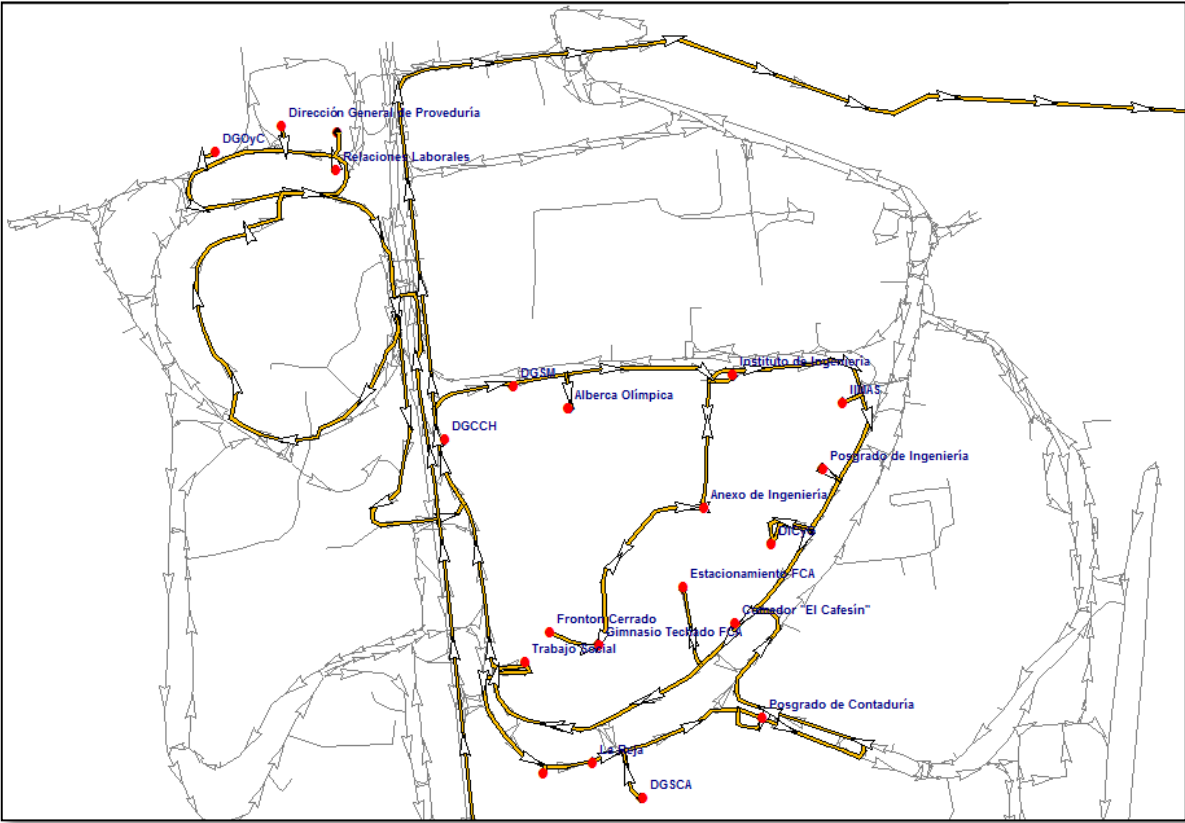 Dirección General de Proveduría
DGOyC
Relaciones Laborales
Instituto de Ingeniería
DGSM
Alberca Olímpica
IIMAS
DGCCH
Posgrado de Ingeniería
Anexo de Ingeniería
Estacionamiento FCA
Comedor "El Cafesín"
Fronton Cerrado
Gimnasio Techado FCA
Trabajo Social
Posgrado de Contaduría
La Reja
DGSCA